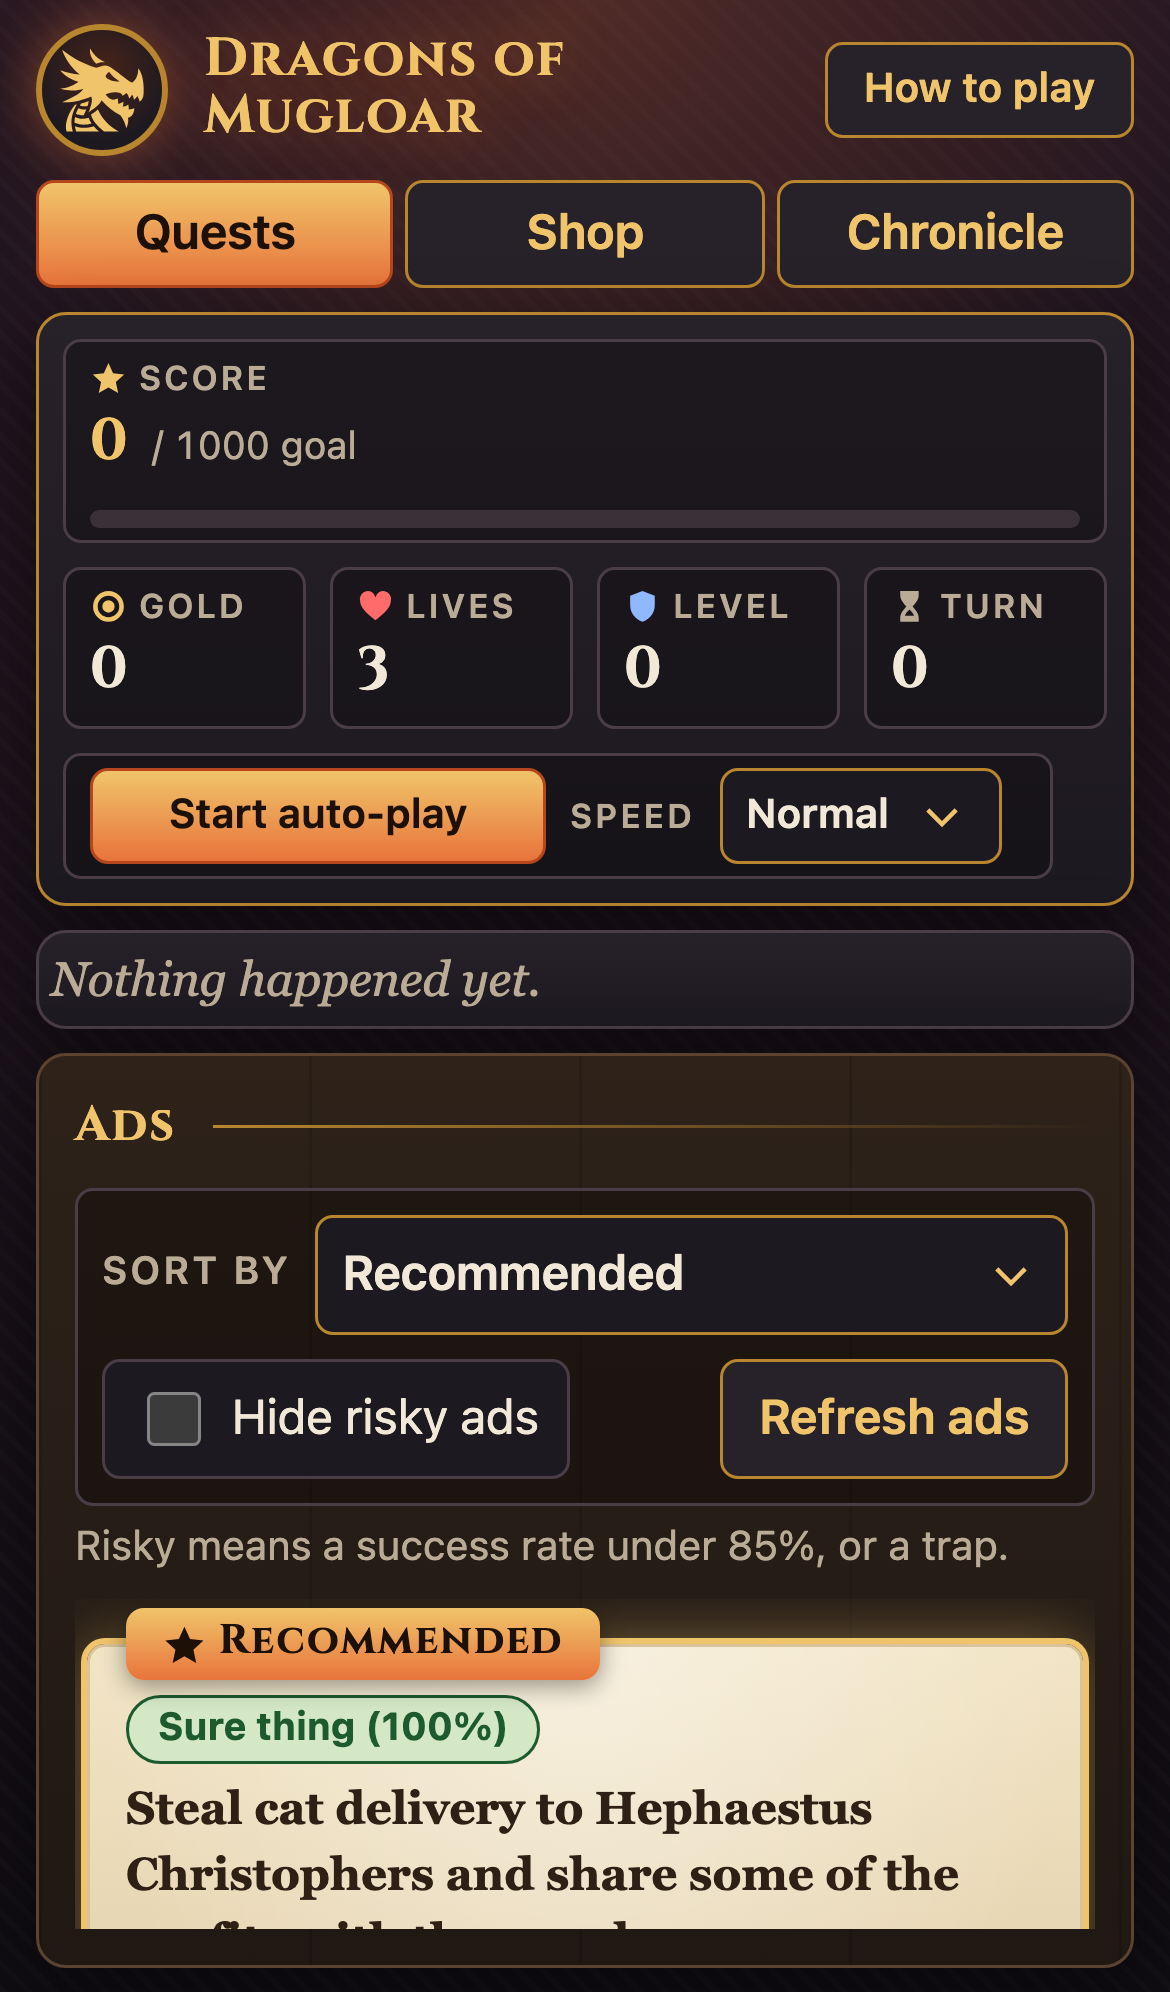 Dragons of
Mugloar
How to play
Quests
Shop
Chronicle
SCORE
0 / 1000 goal
GOLD
0
LIVES
3
LEVEL
0
TURN
0
Start auto-play
SPEED
Normal
Nothing happened yet.
Ads
SORT BY
Recommended
Hide risky ads
Refresh ads
Risky means a success rate under 85%, or a trap.
Recommended
Sure thing (100%)
Steal cat delivery to Hephaestus
Christophers and share some of the